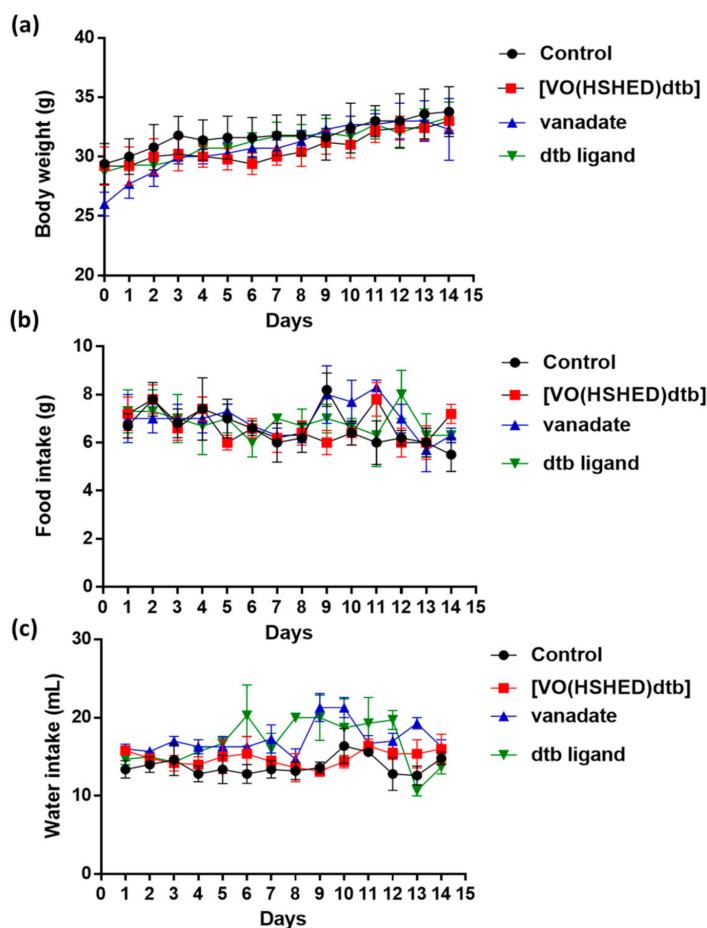 (a)
Body weight (g)
40
35
30
25
20
0 1 2 3 4 5 6 7 8 9 10 11 12 13 14 15
Days
Control
[VO(HSHED)dtb]
vanadate
dtb ligand
(b)
Food intake (g)
10
8
6
4
2
0
0 1 2 3 4 5 6 7 8 9 10 11 12 13 14 15
Days
Control
[VO(HSHED)dtb]
vanadate
dtb ligand
(c)
Water intake (mL)
30
20
10
0
0 1 2 3 4 5 6 7 8 9 10 11 12 13 14 15
Days
Control
[VO(HSHED)dtb]
vanadate
dtb ligand